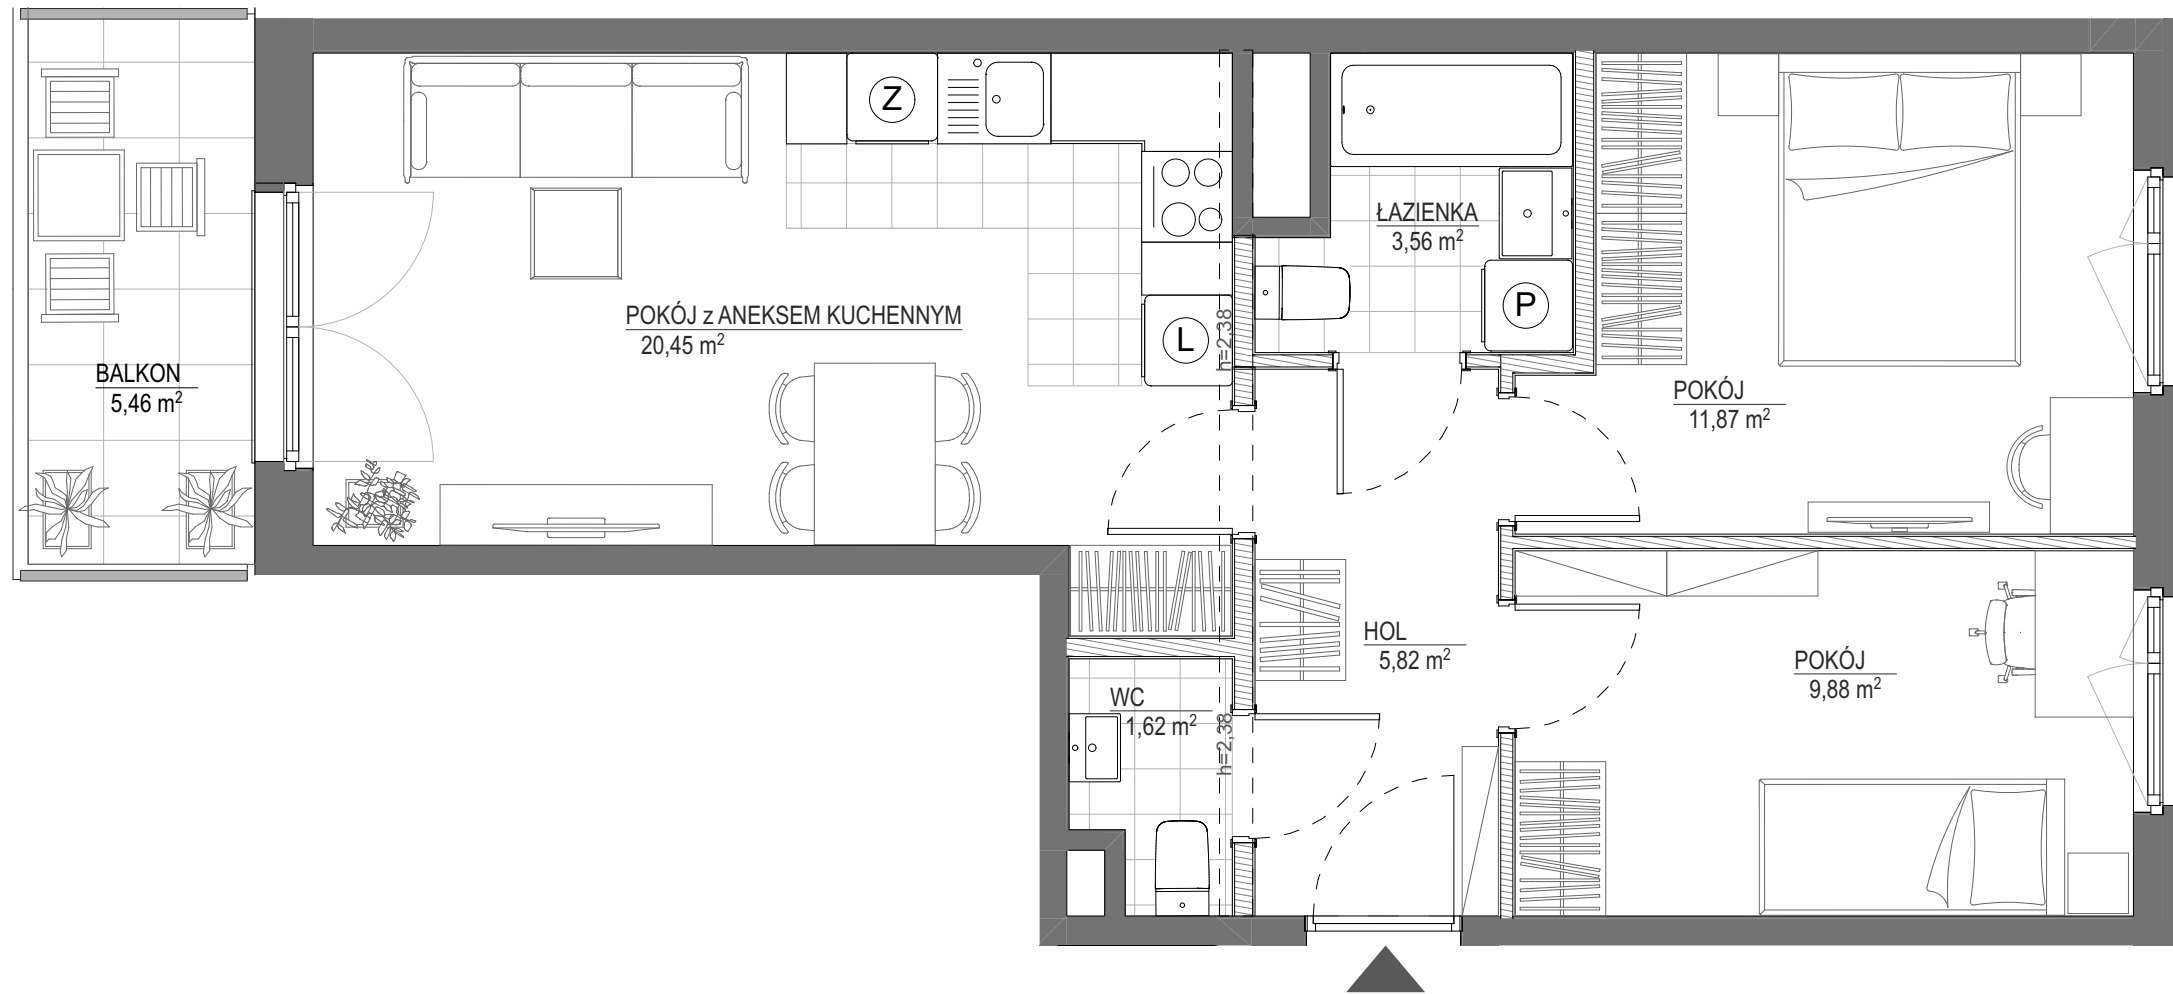 Z
ŁAZIENKA
3,56 m²
P
POKÓJ z ANEKSEM KUCHENNYM
20,45 m²
L
h=2,38
BALKON
5,46 m²
POKÓJ
11,87 m²
HOL
5,82 m²
POKÓJ
9,88 m²
WC
1,62 m²
h=2,38